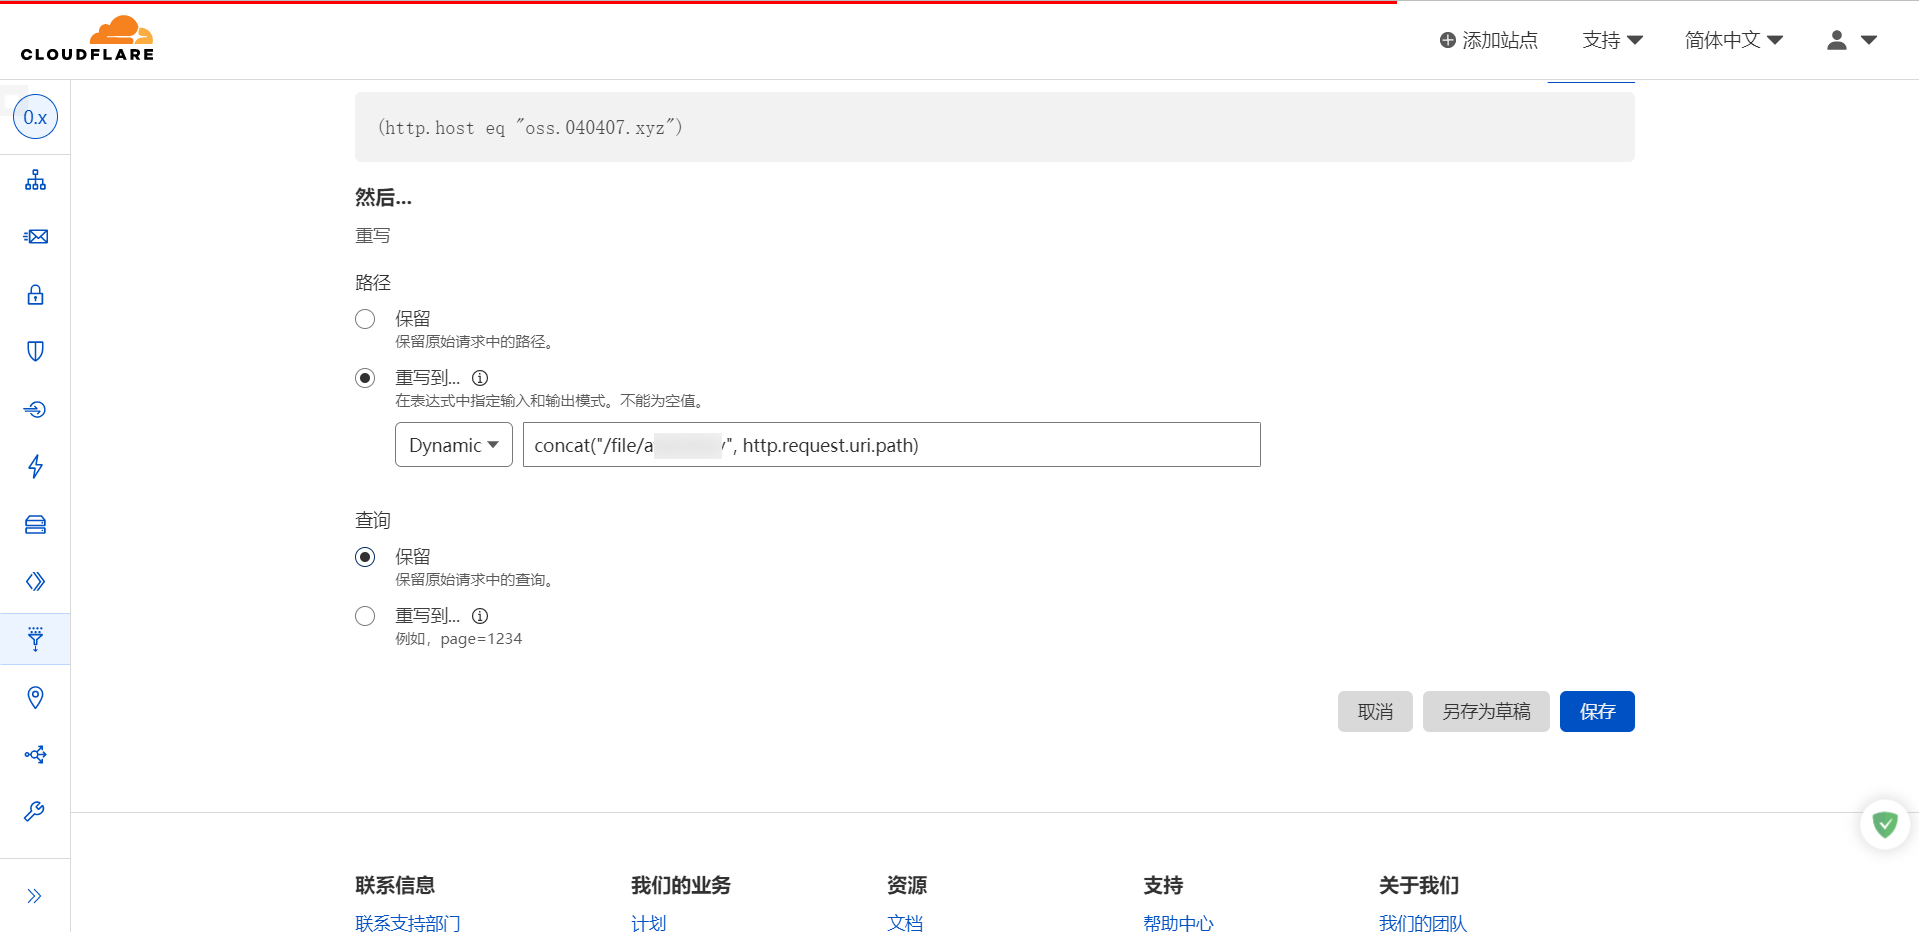 CLOUDFLARE
添加站点
支持
简体中文
0.x
(http.host eq "oss.040407.xyz")
然后...
重写
路径
保留
保留原始请求中的路径。
重写到...
在表达式中指定输入和输出模式。不能为空值。
Dynamic
concat("/file/a y", http.request.uri.path)
查询
保留
保留原始请求中的查询。
重写到...
例如，page=1234
取消
另存为草稿
保存
联系信息
我们的业务
资源
支持
关于我们
联系支持部门
计划
文档
帮助中心
我们的团队